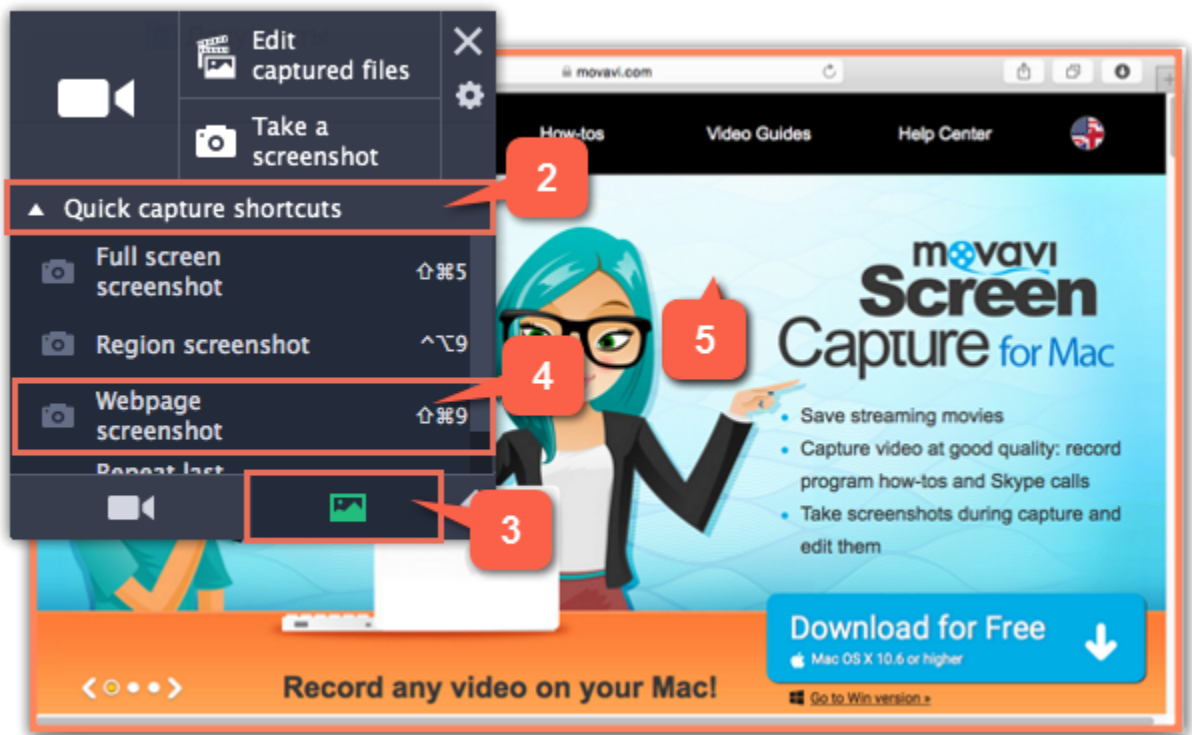 Edit
captured files
Take a
screenshot
2
▲ Quick capture shortcuts
Full screen
screenshot
⇧⌘5
Region screenshot
^⌥9
4
Webpage
screenshot
⇧⌘9
Repeat last
3
movavi.com
How-tos
Video Guides
Help Center
5
movavi
Screen
Capture for Mac
• Save streaming movies
• Capture video at good quality: record
program how-tos and Skype calls
• Take screenshots during capture and
edit them
Download for Free
Mac OS X 10.6 or higher
Go to Win version »
Record any video on your Mac!